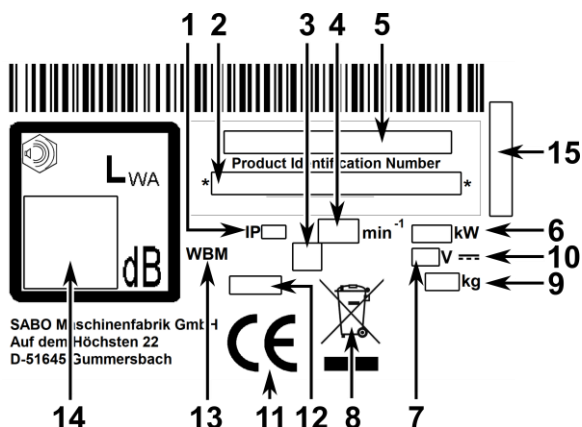 1 2 3 4 5
15
L WA
dB
Product Identification Number
* *
IP
min⁻¹
kW
6
WBM
V ⎓
10
kg
9
SABO Maschinenfabrik GmbH
Auf dem Höchsten 22
D-51645 Gummersbach
CE
14 13 11 12 8 7